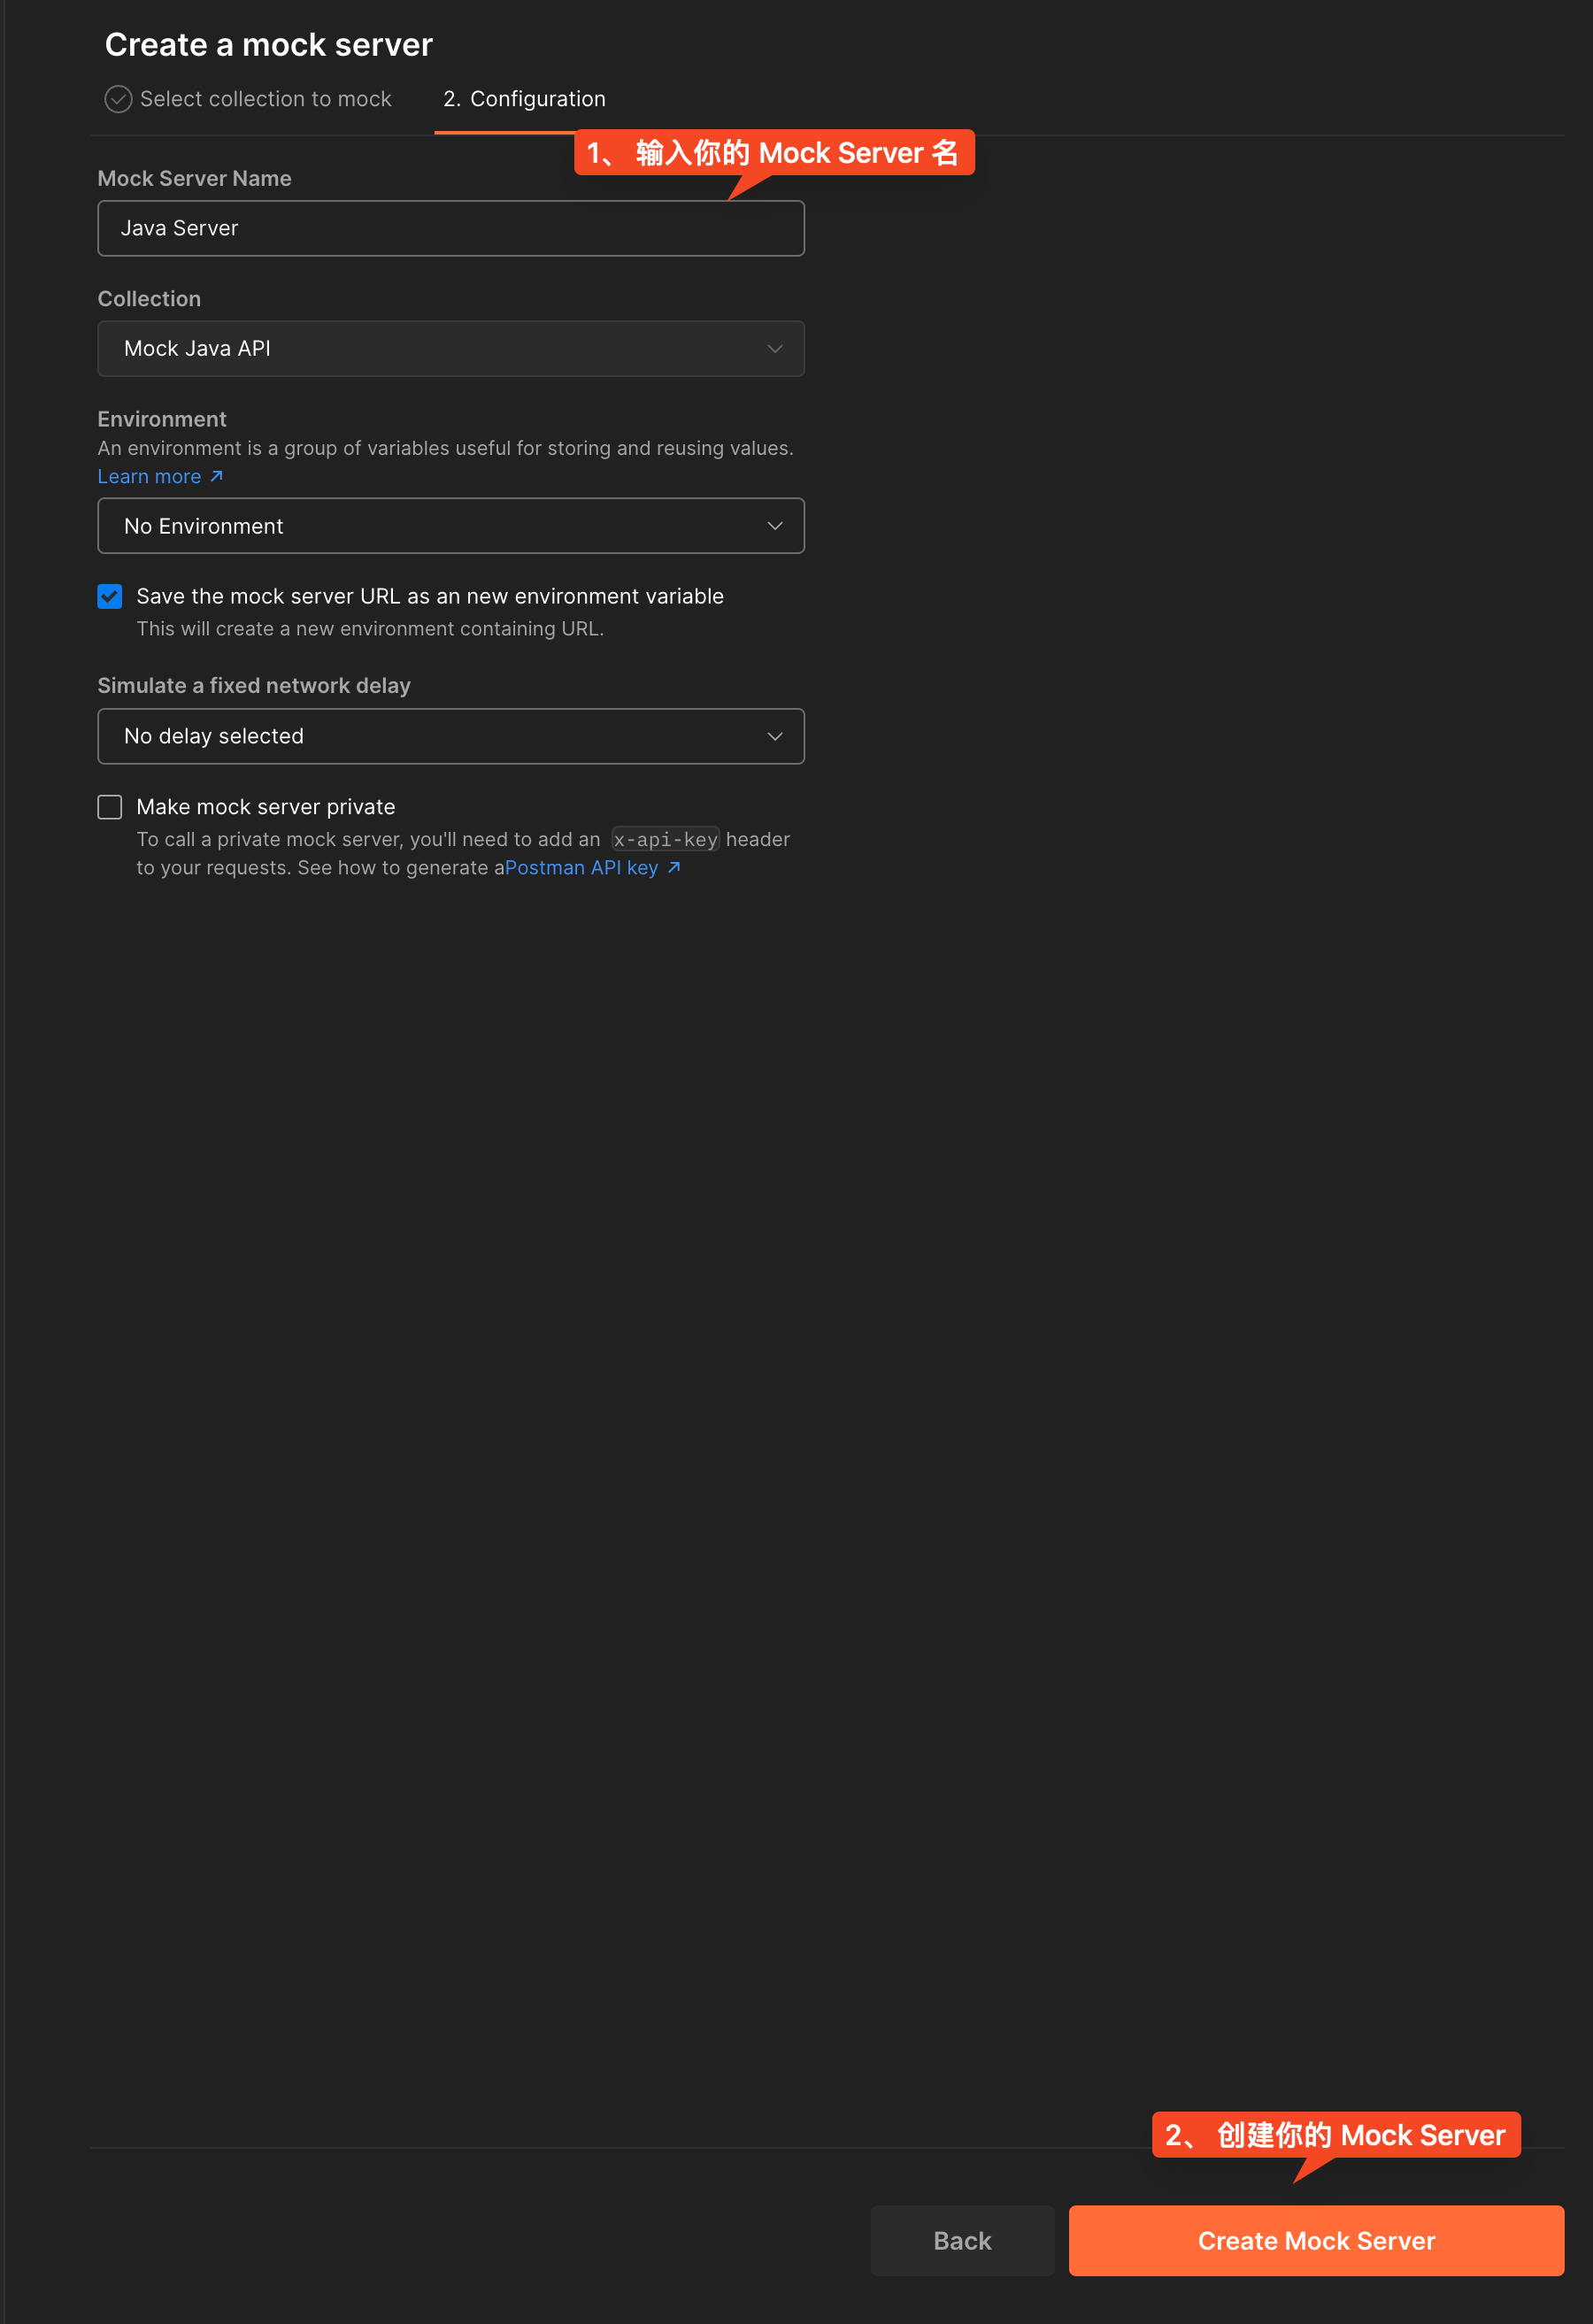 Create a mock server
Select collection to mock
2. Configuration
1、 输入你的 Mock Server 名
Mock Server Name
Java Server
Collection
Mock Java API
Environment
An environment is a group of variables useful for storing and reusing values.
Learn more ↗
No Environment
Save the mock server URL as an new environment variable
This will create a new environment containing URL.
Simulate a fixed network delay
No delay selected
Make mock server private
To call a private mock server, you'll need to add an x-api-key header
to your requests. See how to generate aPostman API key ↗
2、 创建你的 Mock Server
Back
Create Mock Server